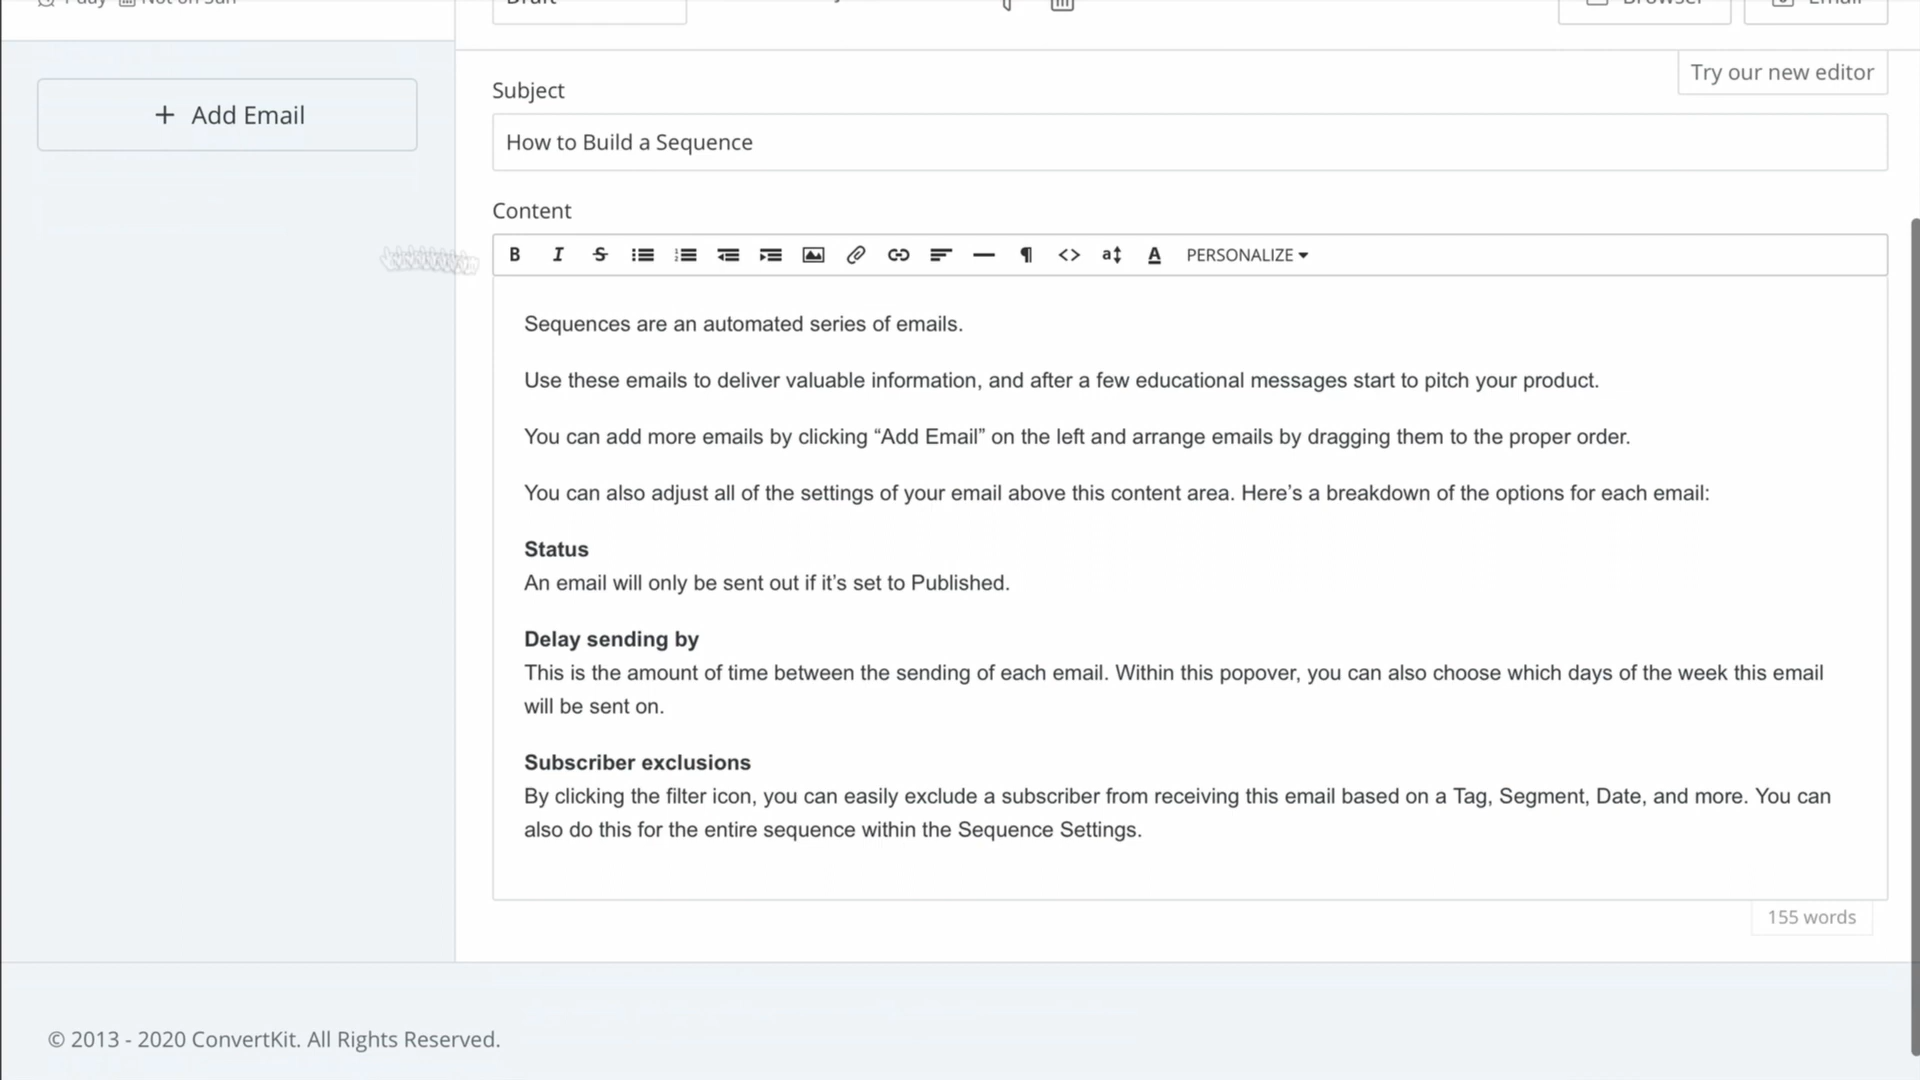 1 day Not on Sun
Draft
Browser
Email
Try our new editor
+ Add Email
Subject
How to Build a Sequence
Content
B I S <> a A PERSONALIZE
Sequences are an automated series of emails.
Use these emails to deliver valuable information, and after a few educational messages start to pitch your product.
You can add more emails by clicking “Add Email” on the left and arrange emails by dragging them to the proper order.
You can also adjust all of the settings of your email above this content area. Here’s a breakdown of the options for each email:
Status
An email will only be sent out if it’s set to Published.
Delay sending by
This is the amount of time between the sending of each email. Within this popover, you can also choose which days of the week this email
will be sent on.
Subscriber exclusions
By clicking the filter icon, you can easily exclude a subscriber from receiving this email based on a Tag, Segment, Date, and more. You can
also do this for the entire sequence within the Sequence Settings.
155 words
© 2013 - 2020 ConvertKit. All Rights Reserved.